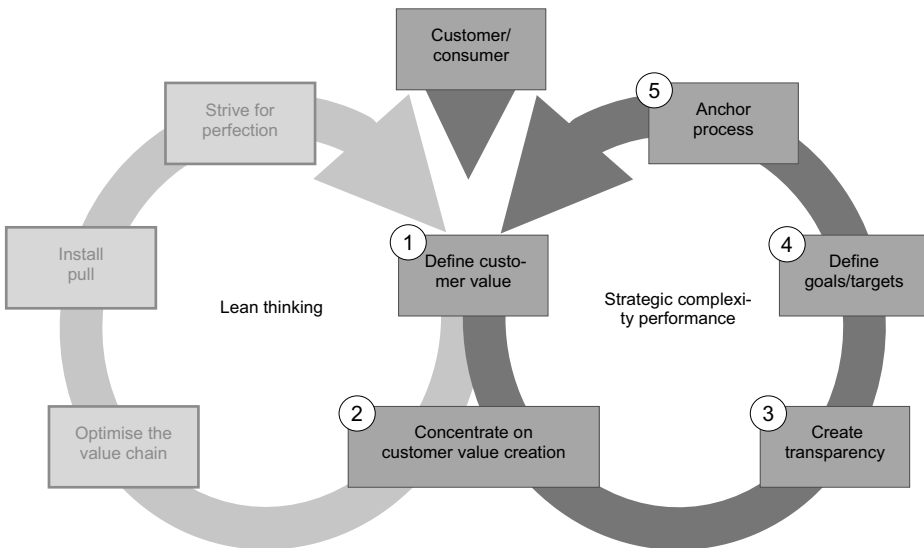 Customer/
consumer
Strive for
perfection
5
Anchor
process
1
Define custo-
mer value
4
Define
goals/targets
Install
pull
Lean thinking
Strategic complexi-
ty performance
Optimise the
value chain
2
Concentrate on
customer value creation
3
Create
transparency